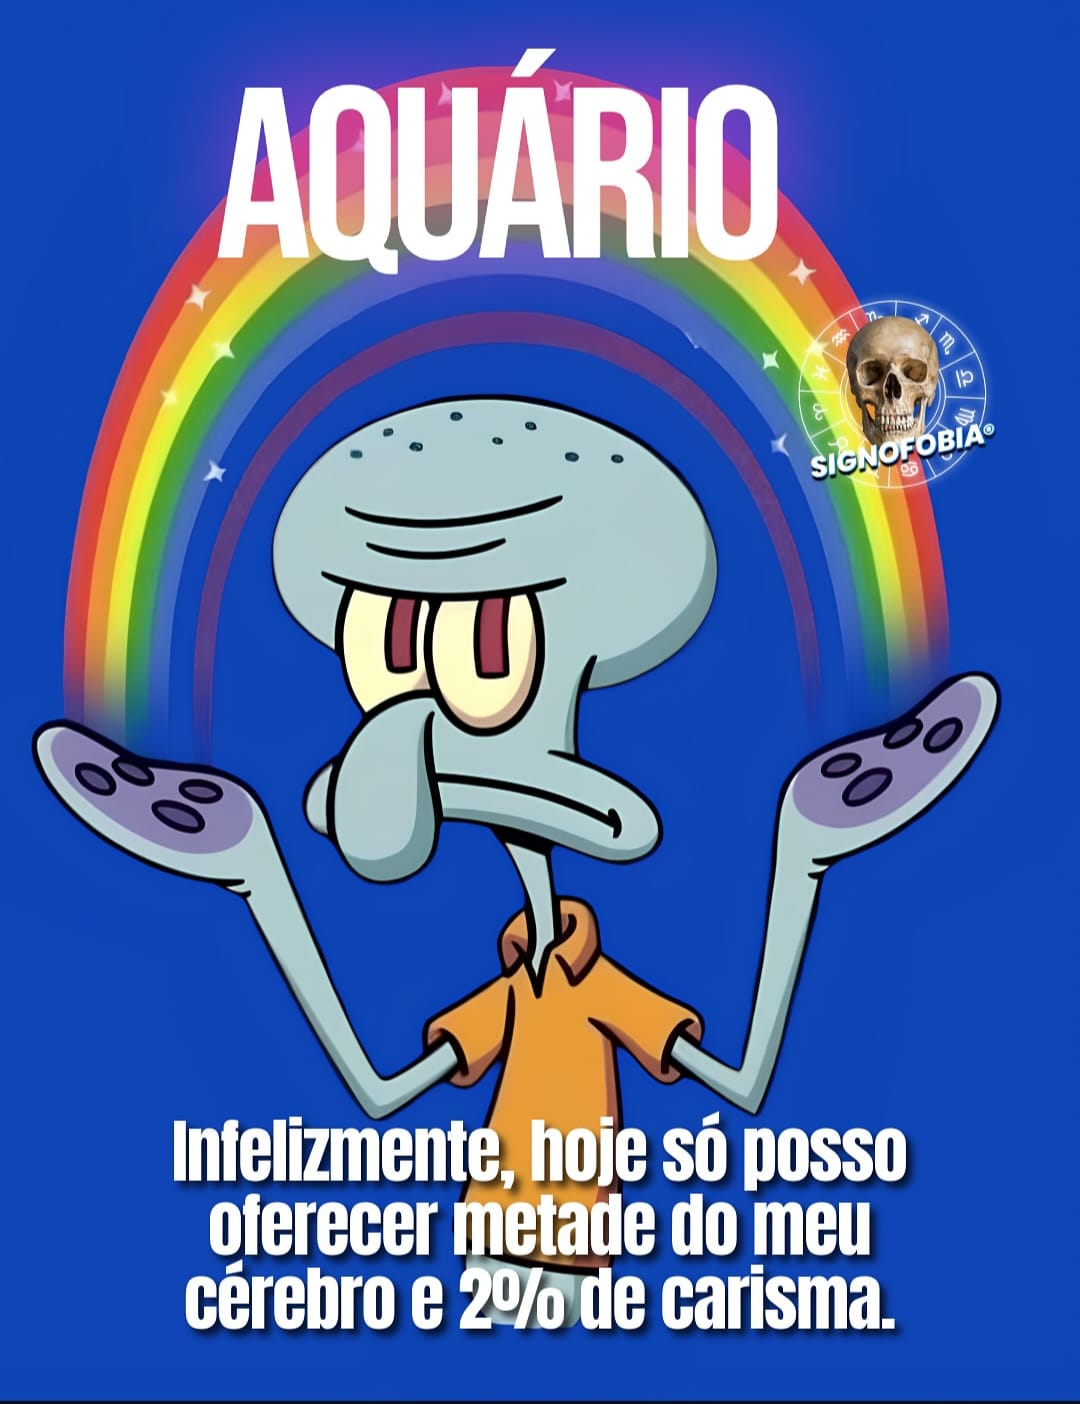 AQUÁRIO
SIGNOFOBIA®
Infelizmente, hoje só posso
oferecer metade do meu
cérebro e 2% de carisma.